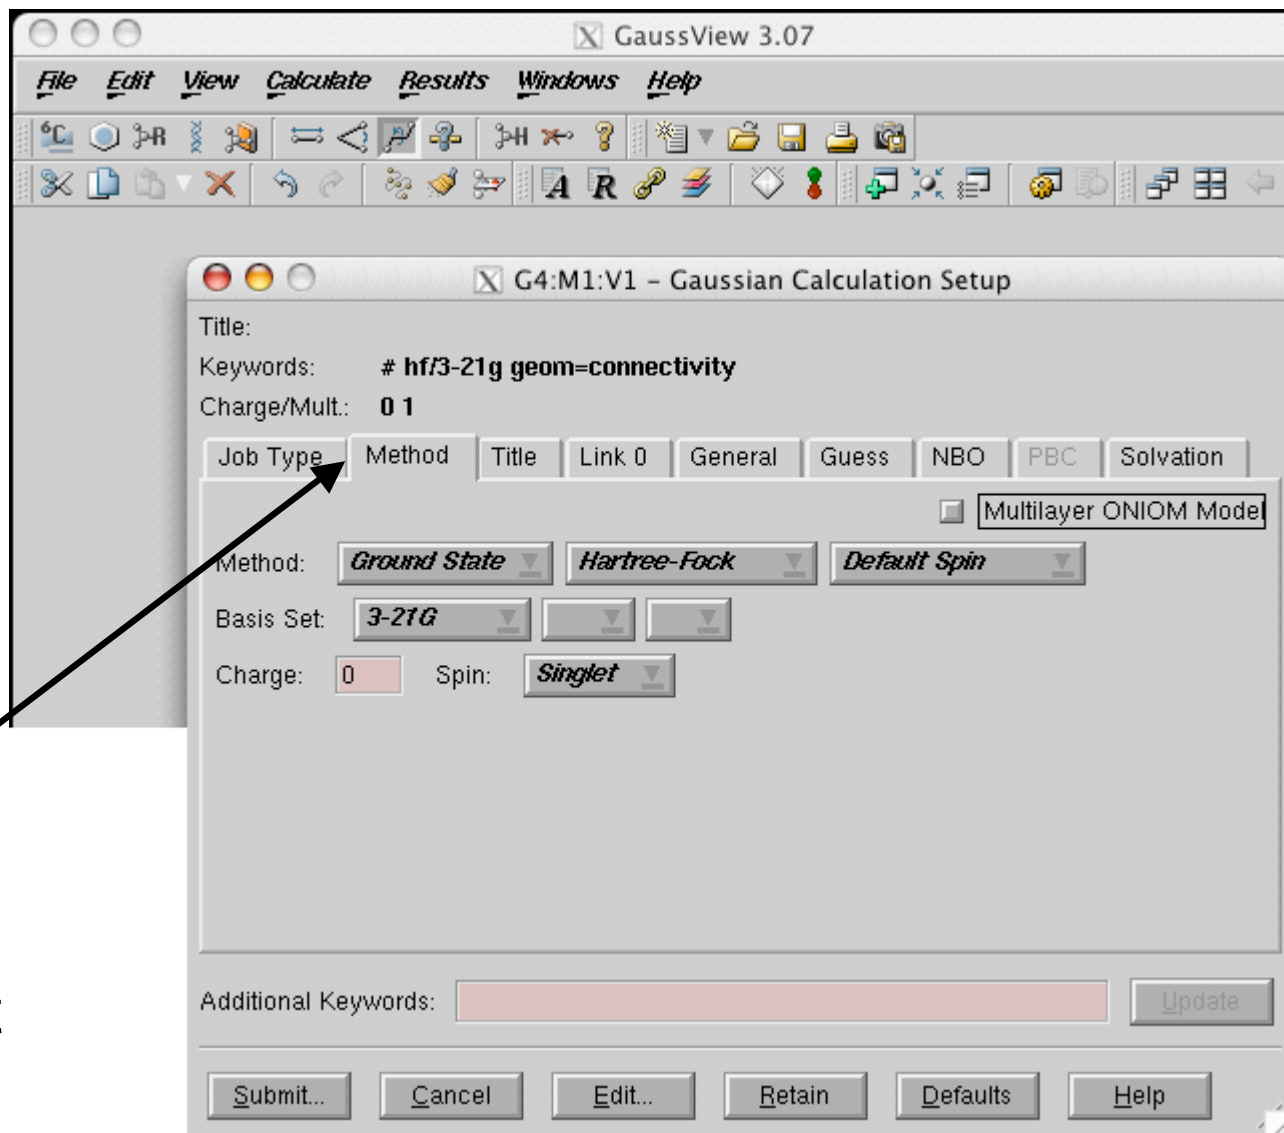 GaussView 3.07
File Edit View Calculate Results Windows Help
6C R H ?
A R
G4:M1:V1 – Gaussian Calculation Setup
Title:
Keywords: # hf/3-21g geom=connectivity
Charge/Mult.: 0 1
Job Type Method Title Link 0 General Guess NBO PBC Solvation
Multilayer ONIOM Model
Method: Ground State Hartree-Fock Default Spin
Basis Set: 3-21G
Charge: 0 Spin: Singlet
Additional Keywords: Update
Submit... Cancel Edit... Retain Defaults Help